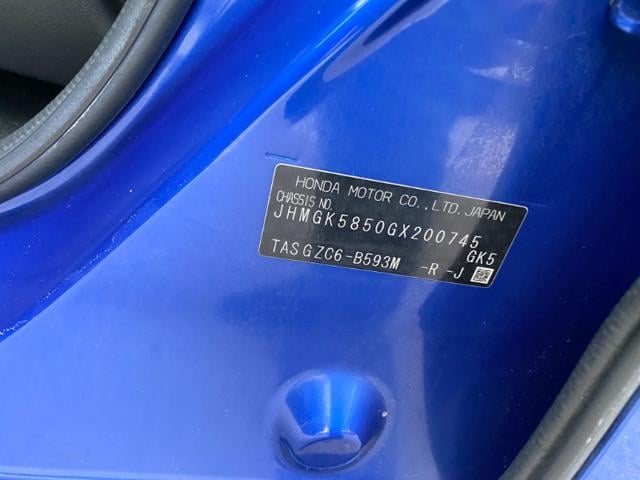 HONDA MOTOR CO.,LTD.JAPAN
CHASSIS NO.
JHMGK5850GX200745
GK5
TASGZC6-B593M -R -J